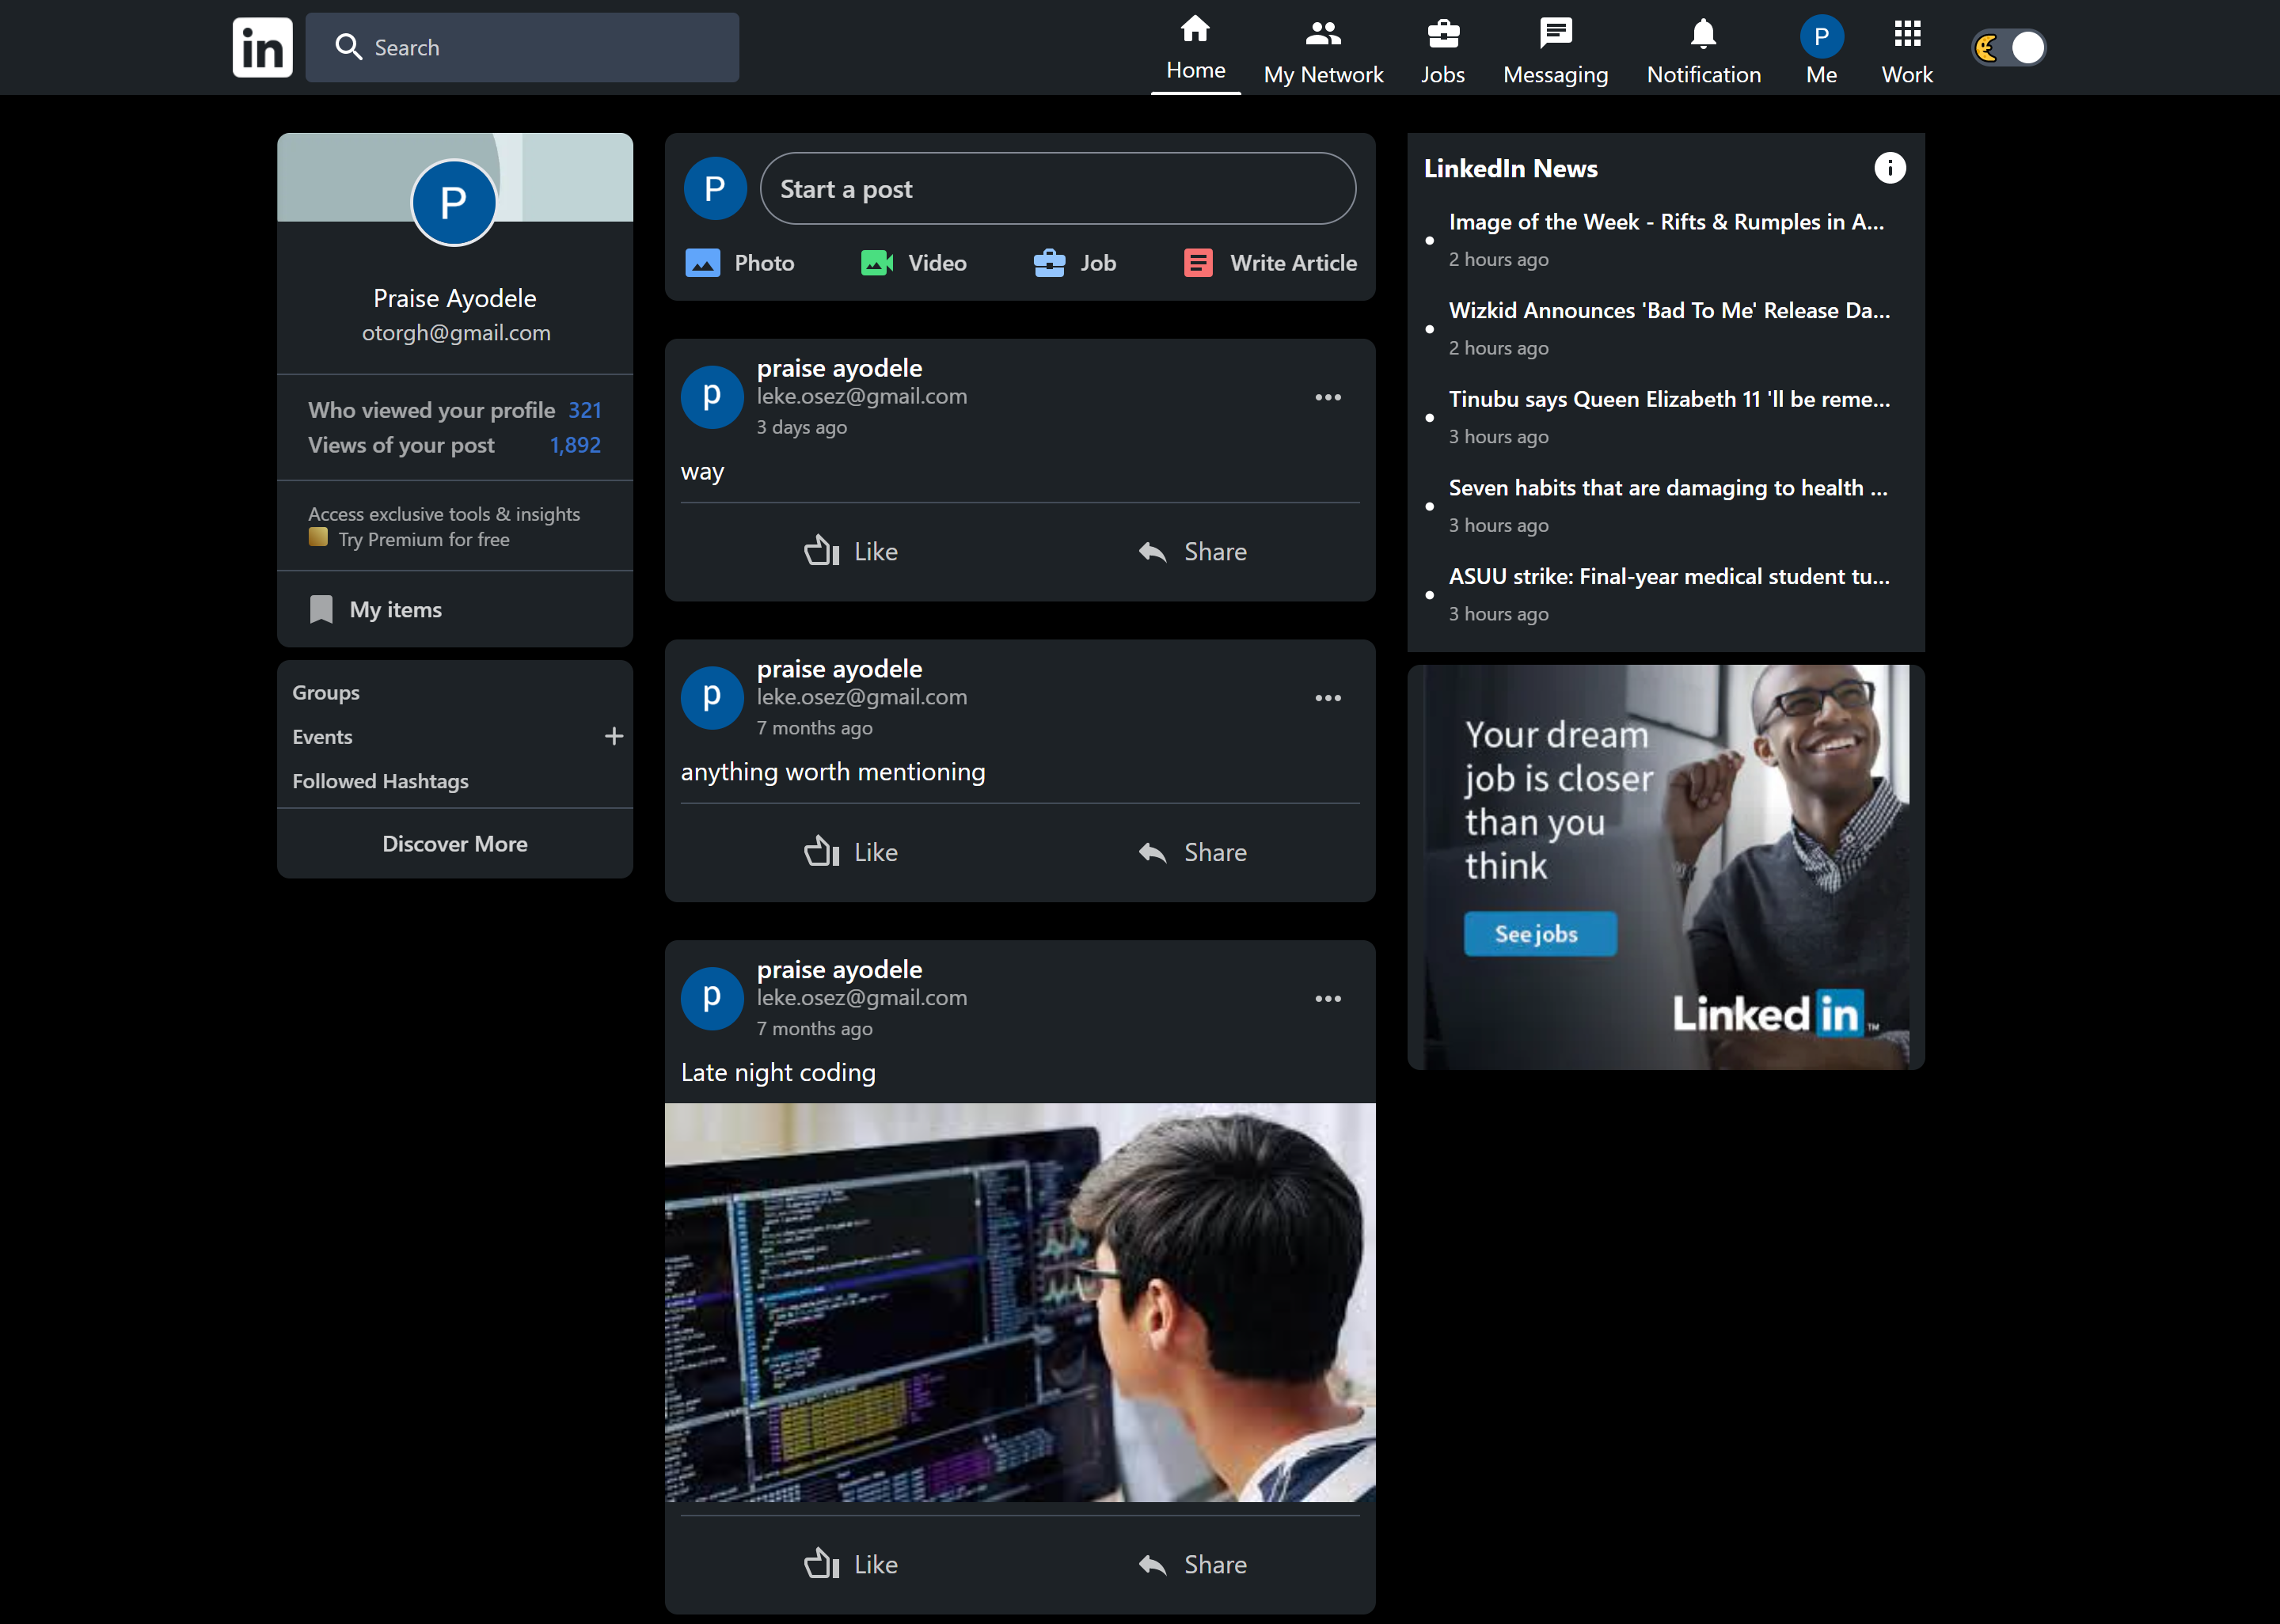 in
Search
Home
My Network
Jobs
Messaging
Notification
P
Me
Work
P
Praise Ayodele
otorgh@gmail.com
Who viewed your profile 321
Views of your post 1,892
Access exclusive tools & insights
Try Premium for free
My items
Groups
Events
Followed Hashtags
Discover More
P
Start a post
Photo
Video
Job
Write Article
p
praise ayodele
leke.osez@gmail.com
3 days ago
way
Like
Share
p
praise ayodele
leke.osez@gmail.com
7 months ago
anything worth mentioning
Like
Share
p
praise ayodele
leke.osez@gmail.com
7 months ago
Late night coding
Like
Share
LinkedIn News
Image of the Week - Rifts & Rumples in A...
2 hours ago
Wizkid Announces 'Bad To Me' Release Da...
2 hours ago
Tinubu says Queen Elizabeth 11 'll be reme...
3 hours ago
Seven habits that are damaging to health ...
3 hours ago
ASUU strike: Final-year medical student tu...
3 hours ago
Your dream
job is closer
than you
think
See jobs
Linked in ™